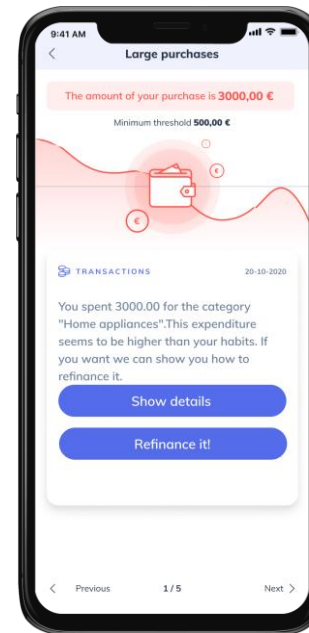 9:41 AM
Large purchases
The amount of your purchase is 3000,00 €
Minimum threshold 500,00 €
€
€
TRANSACTIONS 20-10-2020
You spent 3000.00 for the category
"Home appliances".This expenditure
seems to be higher than your habits. If
you want we can show you how to
refinance it.
Show details
Refinance it!
Previous 1 / 5 Next